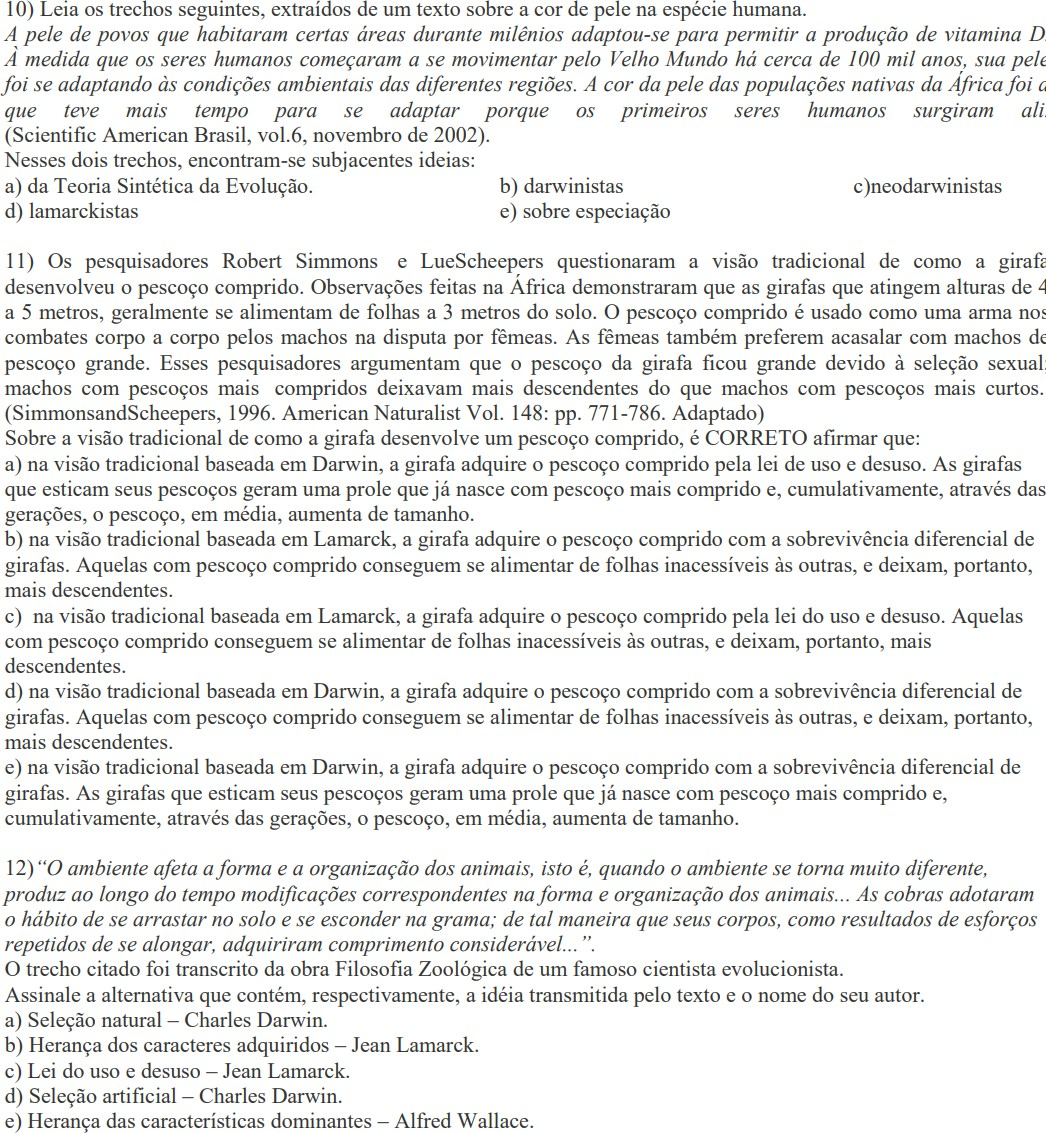 10) Leia os trechos seguintes, extraídos de um texto sobre a cor de pele na espécie humana.
A pele de povos que habitaram certas áreas durante milênios adaptou-se para permitir a produção de vitamina D.
À medida que os seres humanos começaram a se movimentar pelo Velho Mundo há cerca de 100 mil anos, sua pele
foi se adaptando às condições ambientais das diferentes regiões. A cor da pele das populações nativas da África foi a
que teve mais tempo para se adaptar porque os primeiros seres humanos surgiram ali.
(Scientific American Brasil, vol.6, novembro de 2002).
Nesses dois trechos, encontram-se subjacentes ideias:
a) da Teoria Sintética da Evolução. b) darwinistas c)neodarwinistas
d) lamarckistas e) sobre especiação
11) Os pesquisadores Robert Simmons e LueScheepers questionaram a visão tradicional de como a girafa
desenvolveu o pescoço comprido. Observações feitas na África demonstraram que as girafas que atingem alturas de 4
a 5 metros, geralmente se alimentam de folhas a 3 metros do solo. O pescoço comprido é usado como uma arma nos
combates corpo a corpo pelos machos na disputa por fêmeas. As fêmeas também preferem acasalar com machos de
pescoço grande. Esses pesquisadores argumentam que o pescoço da girafa ficou grande devido à seleção sexual;
machos com pescoços mais compridos deixavam mais descendentes do que machos com pescoços mais curtos.
(SimmonsandScheepers, 1996. American Naturalist Vol. 148: pp. 771-786. Adaptado)
Sobre a visão tradicional de como a girafa desenvolve um pescoço comprido, é CORRETO afirmar que:
a) na visão tradicional baseada em Darwin, a girafa adquire o pescoço comprido pela lei de uso e desuso. As girafas
que esticam seus pescoços geram uma prole que já nasce com pescoço mais comprido e, cumulativamente, através das
gerações, o pescoço, em média, aumenta de tamanho.
b) na visão tradicional baseada em Lamarck, a girafa adquire o pescoço comprido com a sobrevivência diferencial de
girafas. Aquelas com pescoço comprido conseguem se alimentar de folhas inacessíveis às outras, e deixam, portanto,
mais descendentes.
c) na visão tradicional baseada em Lamarck, a girafa adquire o pescoço comprido pela lei do uso e desuso. Aquelas
com pescoço comprido conseguem se alimentar de folhas inacessíveis às outras, e deixam, portanto, mais
descendentes.
d) na visão tradicional baseada em Darwin, a girafa adquire o pescoço comprido com a sobrevivência diferencial de
girafas. Aquelas com pescoço comprido conseguem se alimentar de folhas inacessíveis às outras, e deixam, portanto,
mais descendentes.
e) na visão tradicional baseada em Darwin, a girafa adquire o pescoço comprido com a sobrevivência diferencial de
girafas. As girafas que esticam seus pescoços geram uma prole que já nasce com pescoço mais comprido e,
cumulativamente, através das gerações, o pescoço, em média, aumenta de tamanho.
12)“O ambiente afeta a forma e a organização dos animais, isto é, quando o ambiente se torna muito diferente,
produz ao longo do tempo modificações correspondentes na forma e organização dos animais... As cobras adotaram
o hábito de se arrastar no solo e se esconder na grama; de tal maneira que seus corpos, como resultados de esforços
repetidos de se alongar, adquiriram comprimento considerável...”.
O trecho citado foi transcrito da obra Filosofia Zoológica de um famoso cientista evolucionista.
Assinale a alternativa que contém, respectivamente, a idéia transmitida pelo texto e o nome do seu autor.
a) Seleção natural – Charles Darwin.
b) Herança dos caracteres adquiridos – Jean Lamarck.
c) Lei do uso e desuso – Jean Lamarck.
d) Seleção artificial – Charles Darwin.
e) Herança das características dominantes – Alfred Wallace.